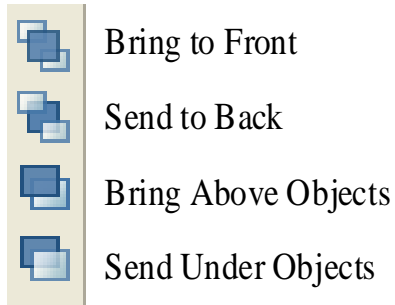 Bring to Front
Send to Back
Bring Above Objects
Send Under Objects